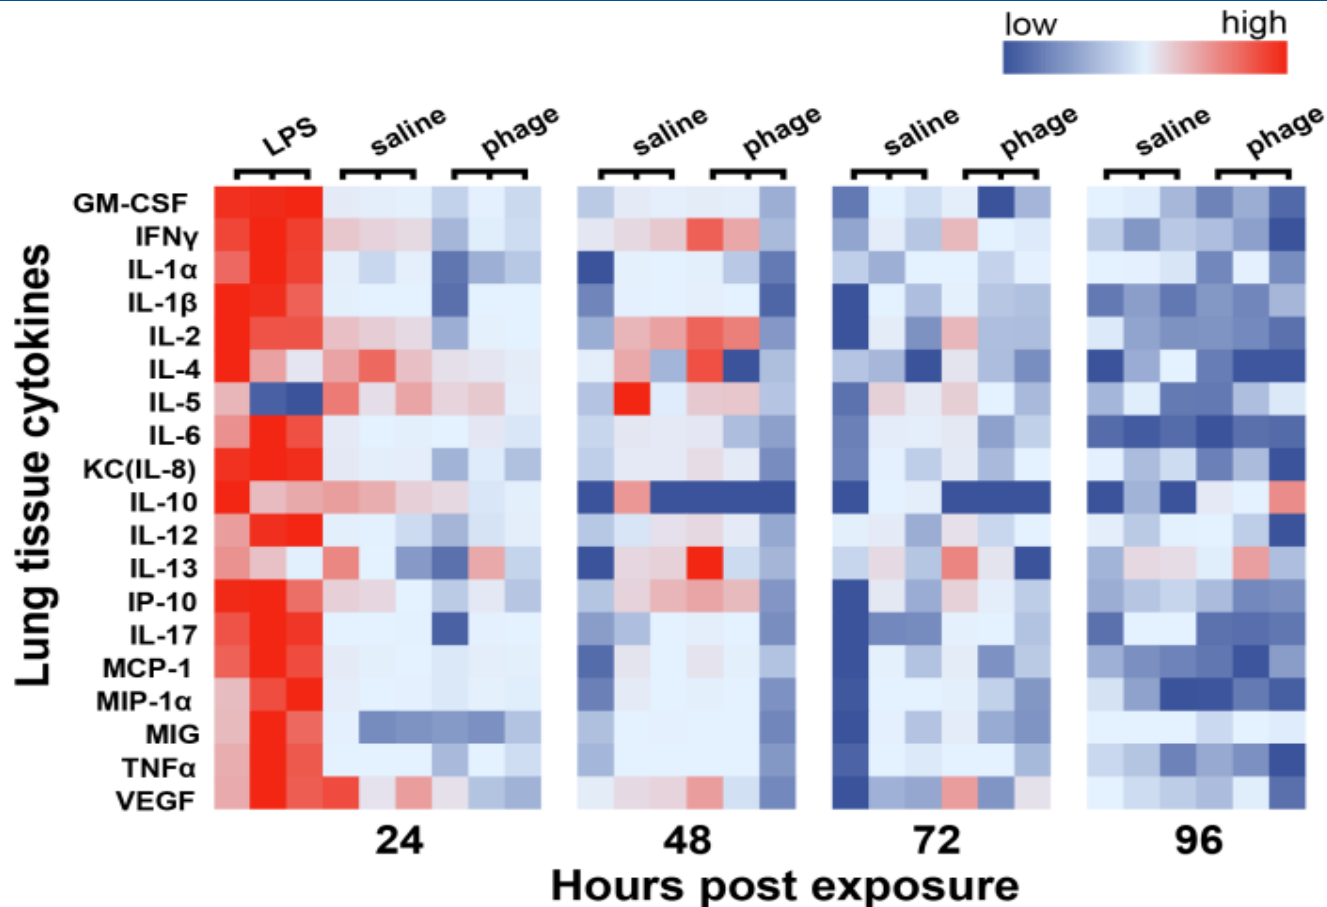 low high
LPS saline phage saline phage saline phage saline phage
Lung tissue cytokines
GM-CSF
IFNγ
IL-1α
IL-1β
IL-2
IL-4
IL-5
IL-6
KC(IL-8)
IL-10
IL-12
IL-13
IP-10
IL-17
MCP-1
MIP-1α
MIG
TNFα
VEGF
24 48 72 96
Hours post exposure